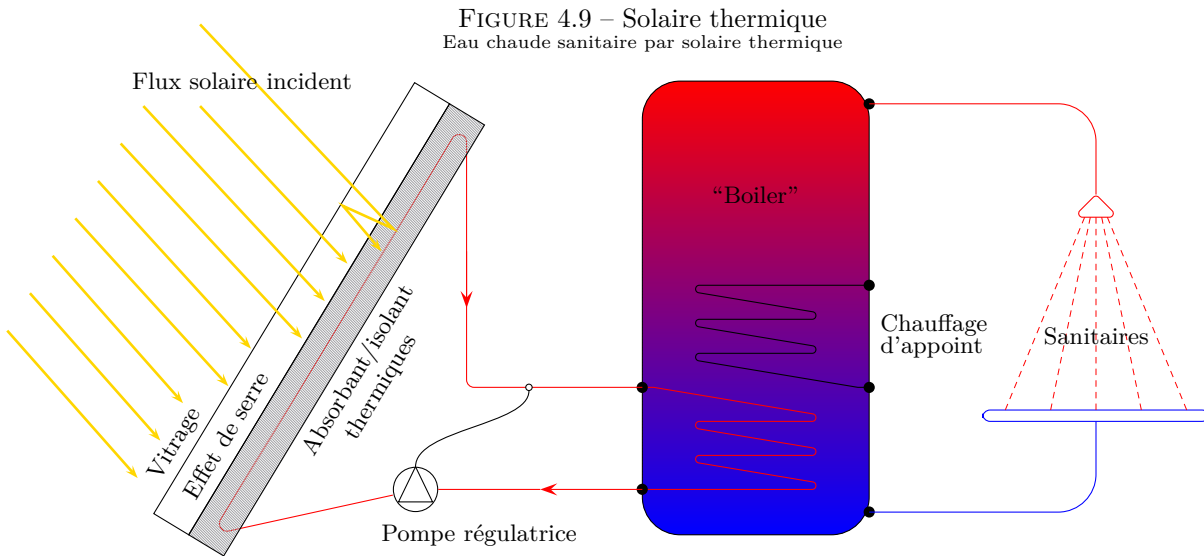 FIGURE 4.9 – Solaire thermique
Eau chaude sanitaire par solaire thermique
Flux solaire incident
“Boiler”
Chauffage
d'appoint
Sanitaires
Vitrage
Effet de serre
Absorbant/isolant
thermiques
Pompe régulatrice